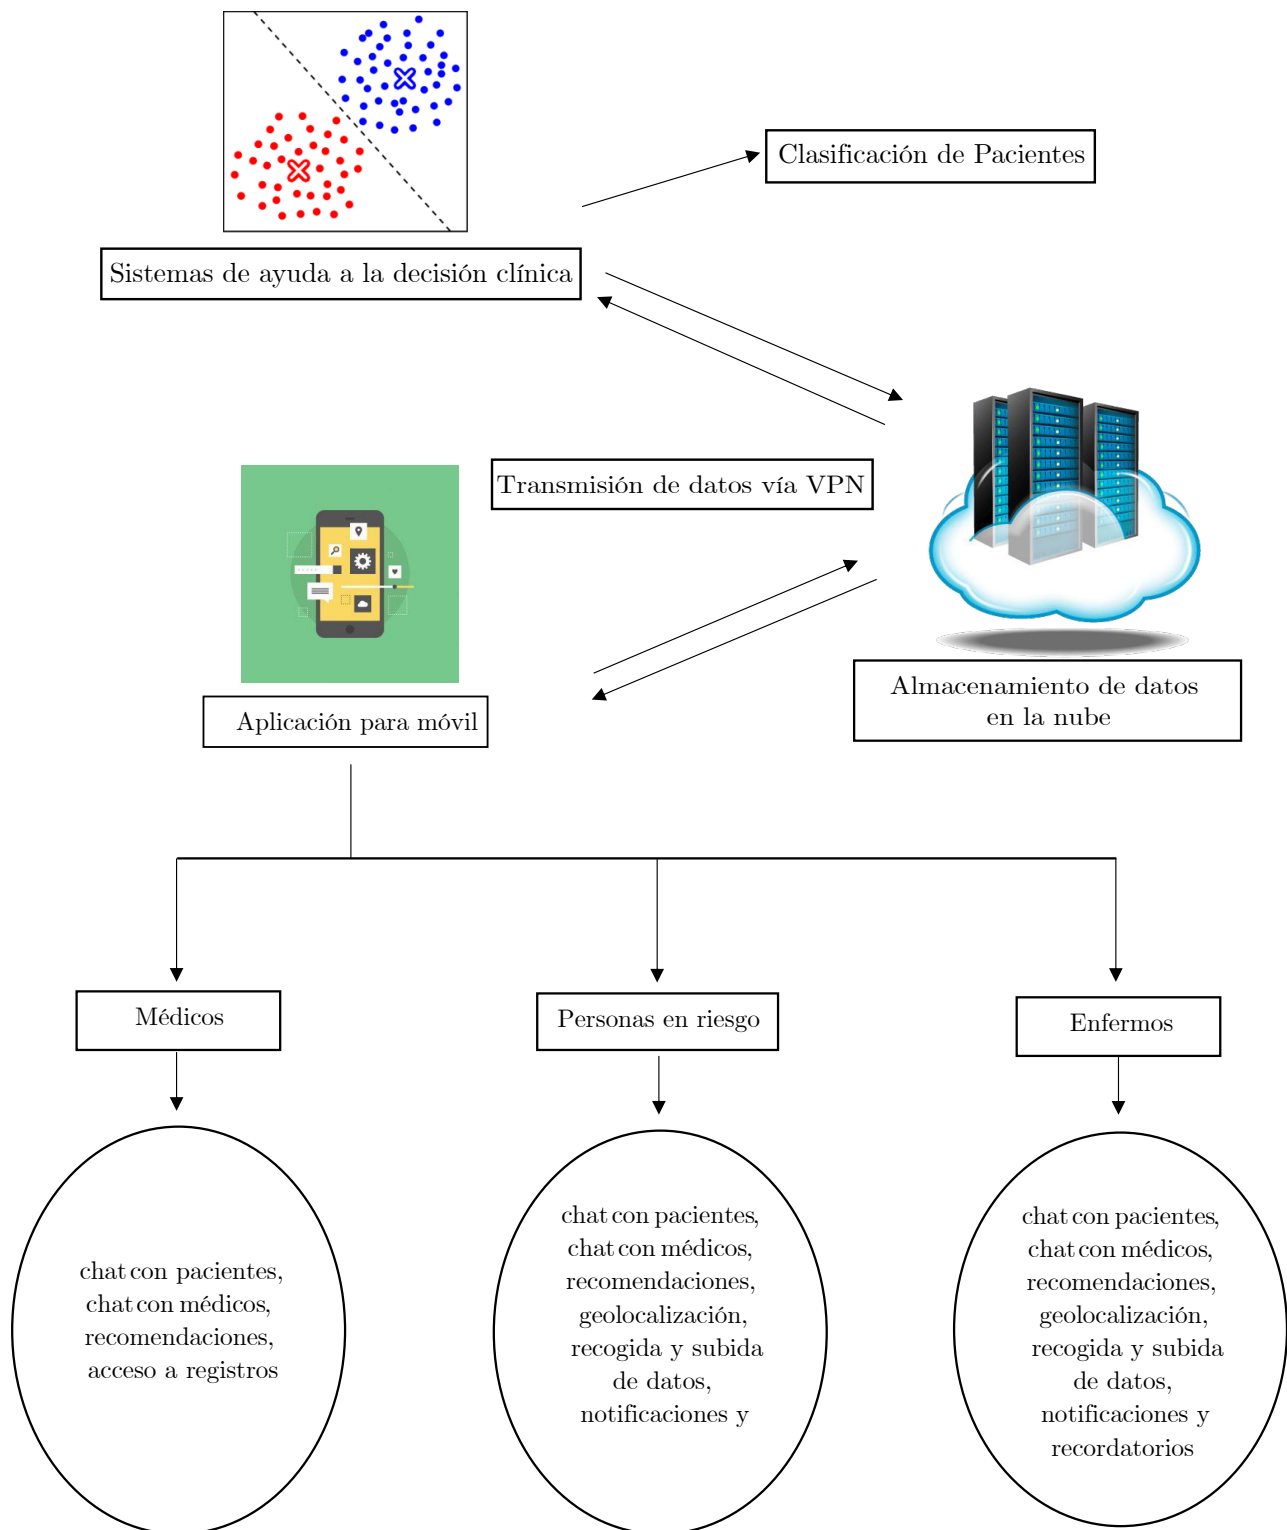 Clasificación de Pacientes
Sistemas de ayuda a la decisión clínica
Transmisión de datos vía VPN
Almacenamiento de datos
en la nube
Aplicación para móvil
Médicos
Personas en riesgo
Enfermos
chat con pacientes,
chat con médicos,
recomendaciones,
acceso a registros
chat con pacientes,
chat con médicos,
recomendaciones,
geolocalización,
recogida y subida
de datos,
notificaciones y
chat con pacientes,
chat con médicos,
recomendaciones,
geolocalización,
recogida y subida
de datos,
notificaciones y
recordatorios